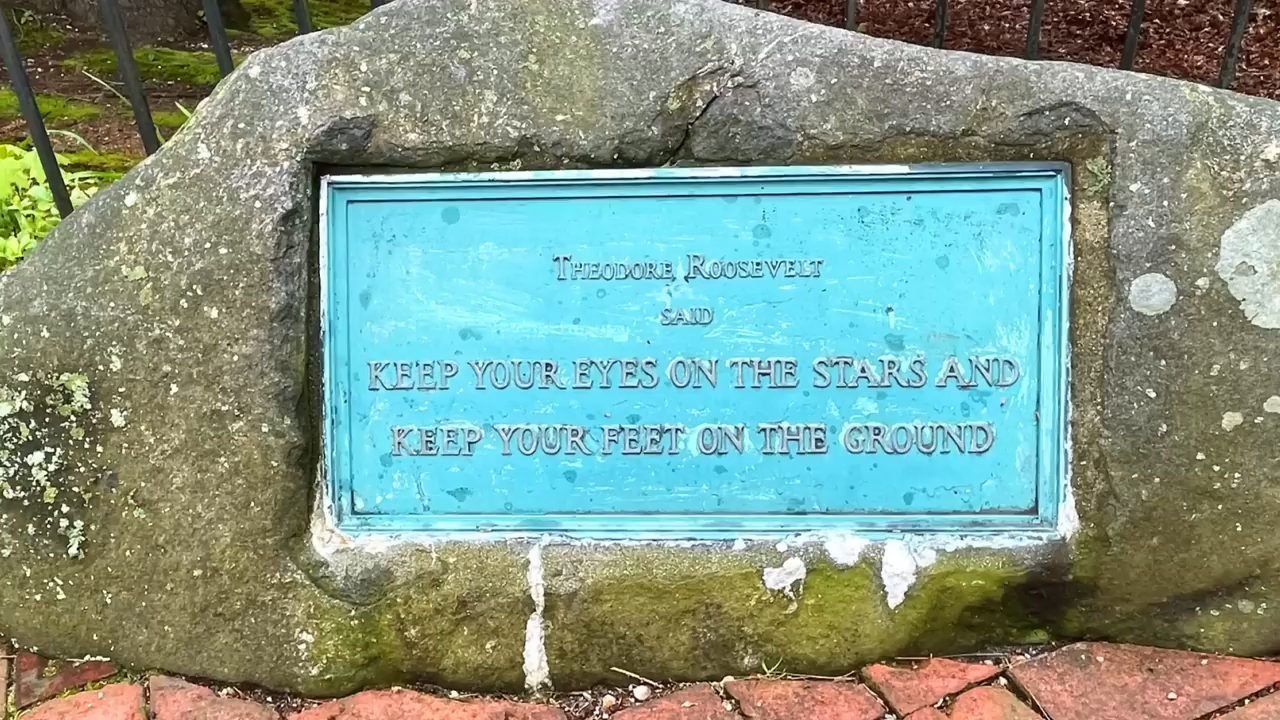 THEODORE ROOSEVELT
SAID
KEEP YOUR EYES ON THE STARS AND
KEEP YOUR FEET ON THE GROUND